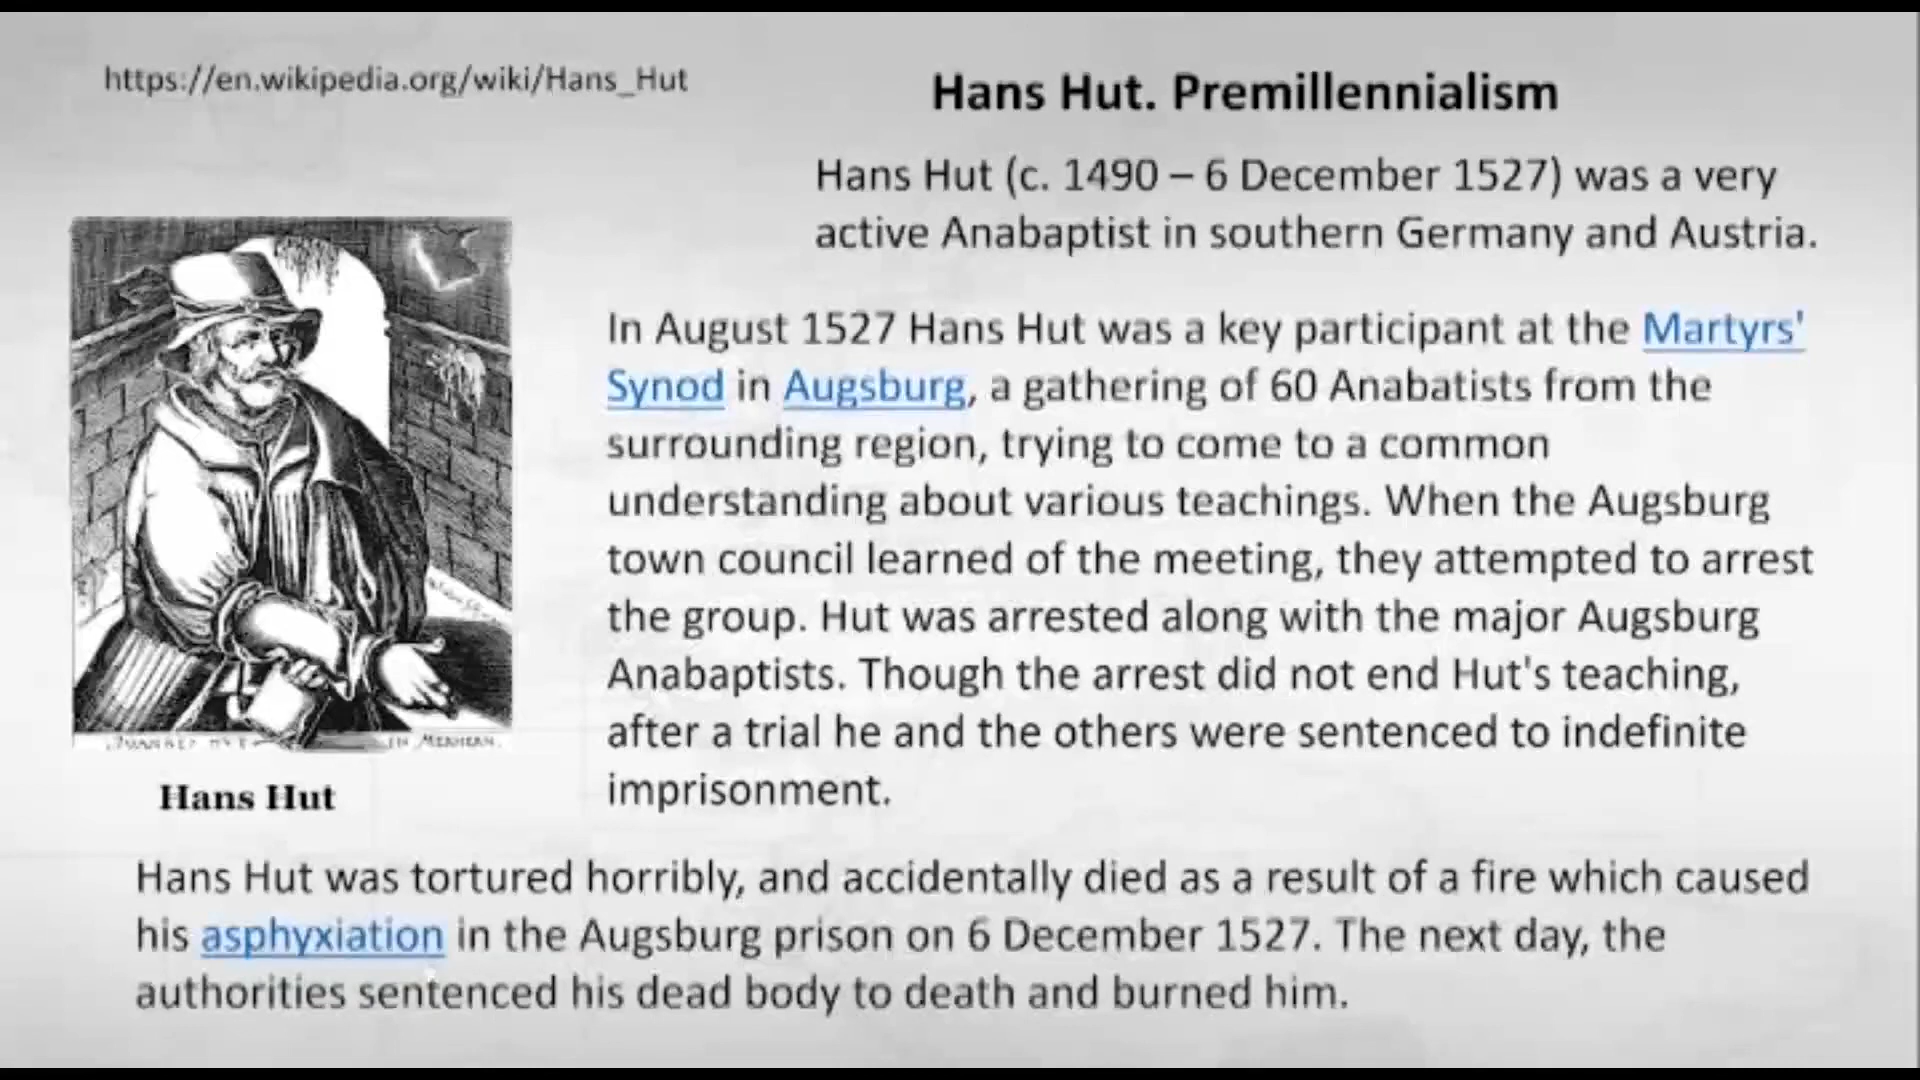 https://en.wikipedia.org/wiki/Hans_Hut
Hans Hut. Premillennialism
Hans Hut (c. 1490 – 6 December 1527) was a very
active Anabaptist in southern Germany and Austria.
In August 1527 Hans Hut was a key participant at the Martyrs'
Synod in Augsburg, a gathering of 60 Anabatists from the
surrounding region, trying to come to a common
understanding about various teachings. When the Augsburg
town council learned of the meeting, they attempted to arrest
the group. Hut was arrested along with the major Augsburg
Anabaptists. Though the arrest did not end Hut's teaching,
after a trial he and the others were sentenced to indefinite
imprisonment.
Hans Hut
Hans Hut was tortured horribly, and accidentally died as a result of a fire which caused
his asphyxiation in the Augsburg prison on 6 December 1527. The next day, the
authorities sentenced his dead body to death and burned him.